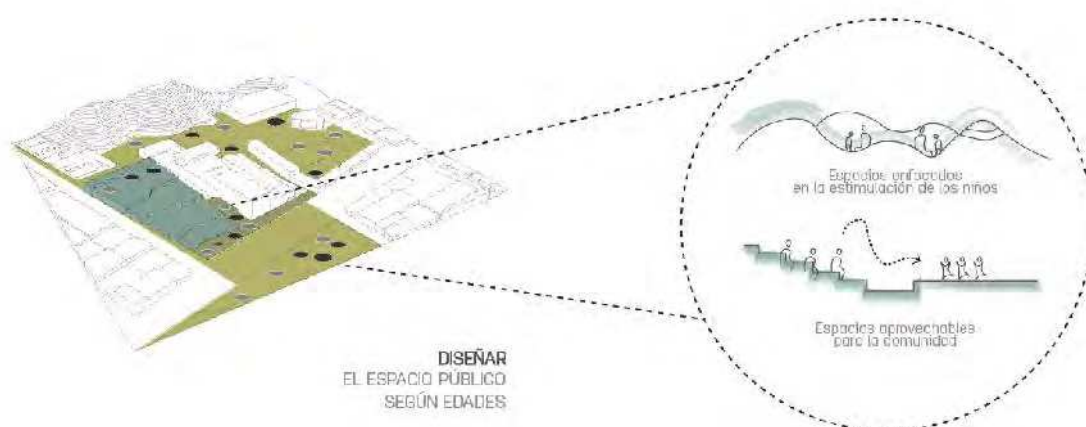 Espacios enfocados
en la estimulación de los niños
Espacios aprovechables
para la comunidad
DISEÑAR
EL ESPACIO PÚBLICO
SEGÚN EDADES